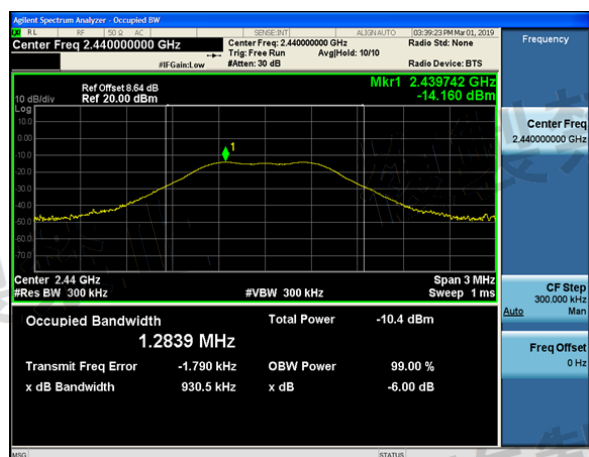 Agilent Spectrum Analyzer - Occupied BW
RL RF 50 Ω AC SENSE:INT ALIGN AUTO 03:39:23 PM Mar 01, 2019
Center Freq 2.440000000 GHz Center Freq: 2.440000000 GHz Radio Std: None Frequency
Trig: Free Run Avg|Hold: 10/10
#IFGain:Low #Atten: 30 dB Radio Device: BTS
Mkr1 2.439742 GHz
-14.160 dBm
Ref Offset 8.64 dB
10 dB/div Ref 20.00 dBm
Log
10.0
0.00
-10.0
-20.0
-30.0
-40.0
-50.0
-60.0
-70.0
1
Center Freq
2.440000000 GHz
Center 2.44 GHz Span 3 MHz
#Res BW 300 kHz #VBW 300 kHz Sweep 1 ms
CF Step
300.000 kHz
Auto Man
Occupied Bandwidth Total Power -10.4 dBm
1.2839 MHz
Freq Offset
0 Hz
Transmit Freq Error -1.790 kHz OBW Power 99.00 %
x dB Bandwidth 930.5 kHz x dB -6.00 dB
MSG STATUS